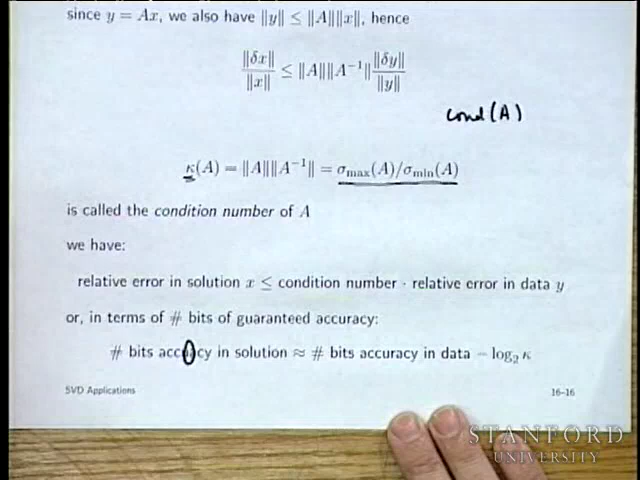 since y = Ax, we also have ‖y‖ ≤ ‖A‖‖x‖, hence
‖δx‖/‖x‖ ≤ ‖A‖‖A⁻¹‖ ‖δy‖/‖y‖
cond(A)
κ(A) = ‖A‖‖A⁻¹‖ = σmax(A)/σmin(A)
is called the condition number of A
we have:
relative error in solution x ≤ condition number · relative error in data y
or, in terms of # bits of guaranteed accuracy:
# bits accuacy in solution ≈ # bits accuracy in data − log₂ κ
SVD Applications
16–16
STANFORD
UNIVERSITY